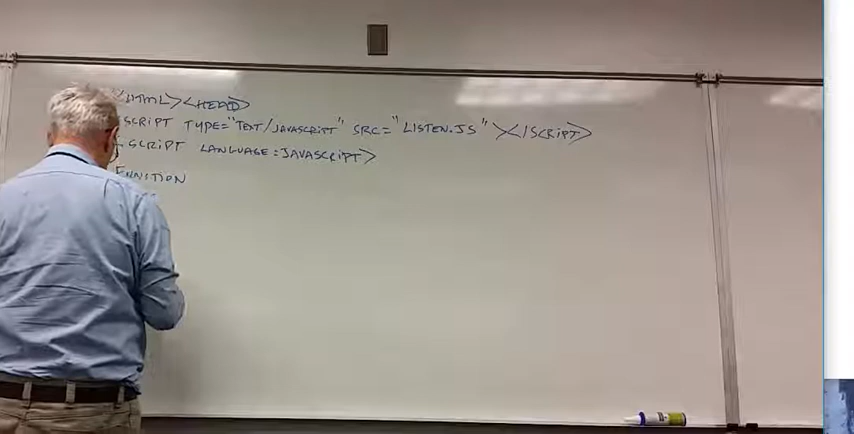 <HTML><HEAD>
SCRIPT TYPE="TEXT/JAVASCRIPT" SRC="LISTEN.JS"></SCRIPT>
SCRIPT LANGUAGE=JAVASCRIPT>
FUNCTION